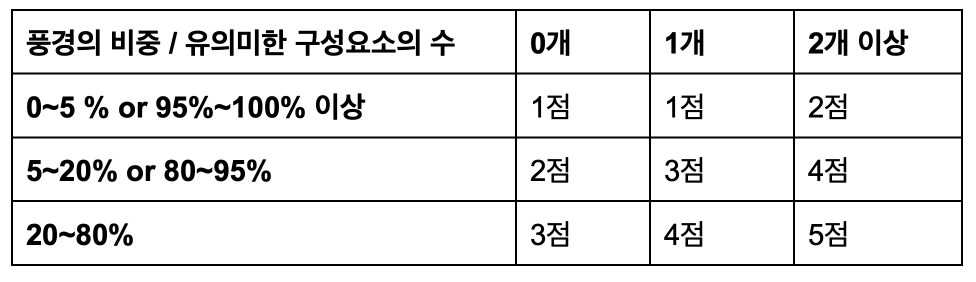 풍경의 비중 / 유의미한 구성요소의 수 0개 1개 2개 이상
0~5 % or 95%~100% 이상 1점 1점 2점
5~20% or 80~95% 2점 3점 4점
20~80% 3점 4점 5점